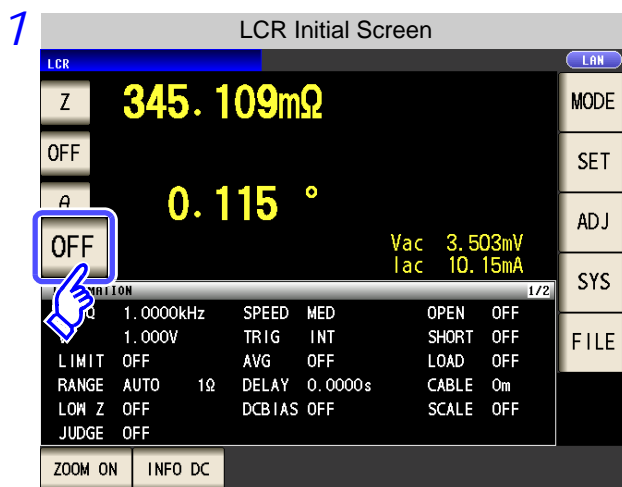 1
LCR Initial Screen
LCR
LAN
Z 345.109mΩ
MODE
OFF
SET
θ 0.115 °
ADJ
OFF
Vac 3.503mV
Iac 10.15mA
SYS
1/2
1.0000kHz SPEED MED OPEN OFF
1.000V TRIG INT SHORT OFF
FILE
LIMIT OFF AVG OFF LOAD OFF
RANGE AUTO 1Ω DELAY 0.0000s CABLE 0m
LOW Z OFF DCBIAS OFF SCALE OFF
JUDGE OFF
ZOOM ON INFO DC